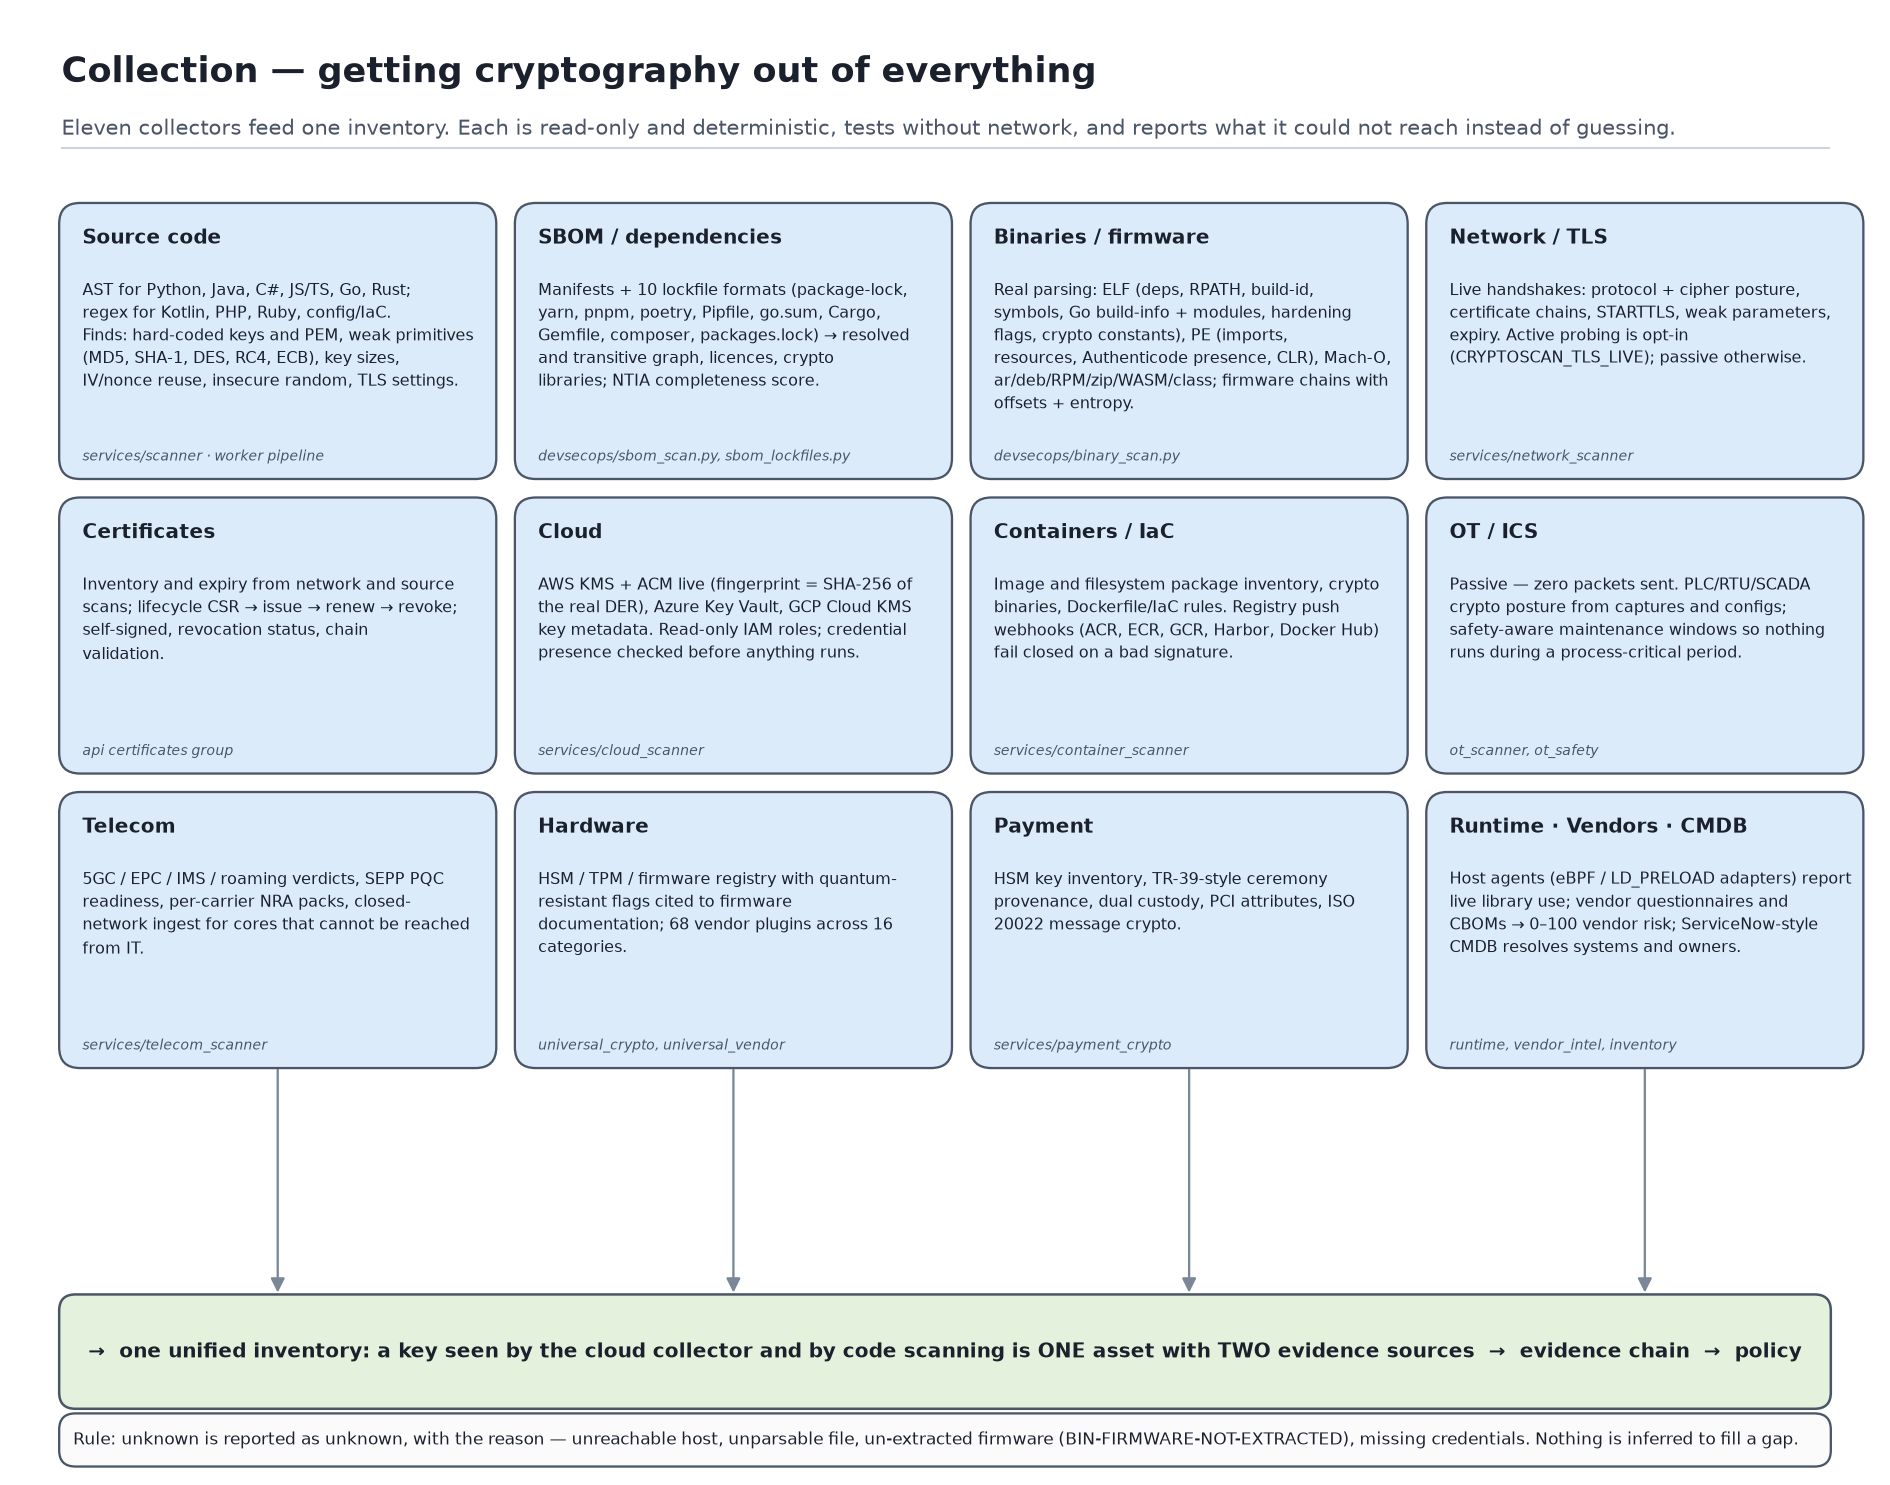 Collection — getting cryptography out of everything
Eleven collectors feed one inventory. Each is read-only and deterministic, tests without network, and reports what it could not reach instead of guessing.
Source code
AST for Python, Java, C#, JS/TS, Go, Rust;
regex for Kotlin, PHP, Ruby, config/IaC.
Finds: hard-coded keys and PEM, weak primitives
(MD5, SHA-1, DES, RC4, ECB), key sizes,
IV/nonce reuse, insecure random, TLS settings.
services/scanner · worker pipeline
SBOM / dependencies
Manifests + 10 lockfile formats (package-lock,
yarn, pnpm, poetry, Pipfile, go.sum, Cargo,
Gemfile, composer, packages.lock) → resolved
and transitive graph, licences, crypto
libraries; NTIA completeness score.
devsecops/sbom_scan.py, sbom_lockfiles.py
Binaries / firmware
Real parsing: ELF (deps, RPATH, build-id,
symbols, Go build-info + modules, hardening
flags, crypto constants), PE (imports,
resources, Authenticode presence, CLR), Mach-O,
ar/deb/RPM/zip/WASM/class; firmware chains with
offsets + entropy.
devsecops/binary_scan.py
Network / TLS
Live handshakes: protocol + cipher posture,
certificate chains, STARTTLS, weak parameters,
expiry. Active probing is opt-in
(CRYPTOSCAN_TLS_LIVE); passive otherwise.
services/network_scanner
Certificates
Inventory and expiry from network and source
scans; lifecycle CSR → issue → renew → revoke;
self-signed, revocation status, chain
validation.
api certificates group
Cloud
AWS KMS + ACM live (fingerprint = SHA-256 of
the real DER), Azure Key Vault, GCP Cloud KMS
key metadata. Read-only IAM roles; credential
presence checked before anything runs.
services/cloud_scanner
Containers / IaC
Image and filesystem package inventory, crypto
binaries, Dockerfile/IaC rules. Registry push
webhooks (ACR, ECR, GCR, Harbor, Docker Hub)
fail closed on a bad signature.
services/container_scanner
OT / ICS
Passive — zero packets sent. PLC/RTU/SCADA
crypto posture from captures and configs;
safety-aware maintenance windows so nothing
runs during a process-critical period.
ot_scanner, ot_safety
Telecom
5GC / EPC / IMS / roaming verdicts, SEPP PQC
readiness, per-carrier NRA packs, closed-
network ingest for cores that cannot be reached
from IT.
services/telecom_scanner
Hardware
HSM / TPM / firmware registry with quantum-
resistant flags cited to firmware
documentation; 68 vendor plugins across 16
categories.
universal_crypto, universal_vendor
Payment
HSM key inventory, TR-39-style ceremony
provenance, dual custody, PCI attributes, ISO
20022 message crypto.
services/payment_crypto
Runtime · Vendors · CMDB
Host agents (eBPF / LD_PRELOAD adapters) report
live library use; vendor questionnaires and
CBOMs → 0–100 vendor risk; ServiceNow-style
CMDB resolves systems and owners.
runtime, vendor_intel, inventory
→ one unified inventory: a key seen by the cloud collector and by code scanning is ONE asset with TWO evidence sources → evidence chain → policy
Rule: unknown is reported as unknown, with the reason — unreachable host, unparsable file, un-extracted firmware (BIN-FIRMWARE-NOT-EXTRACTED), missing credentials. Nothing is inferred to fill a gap.